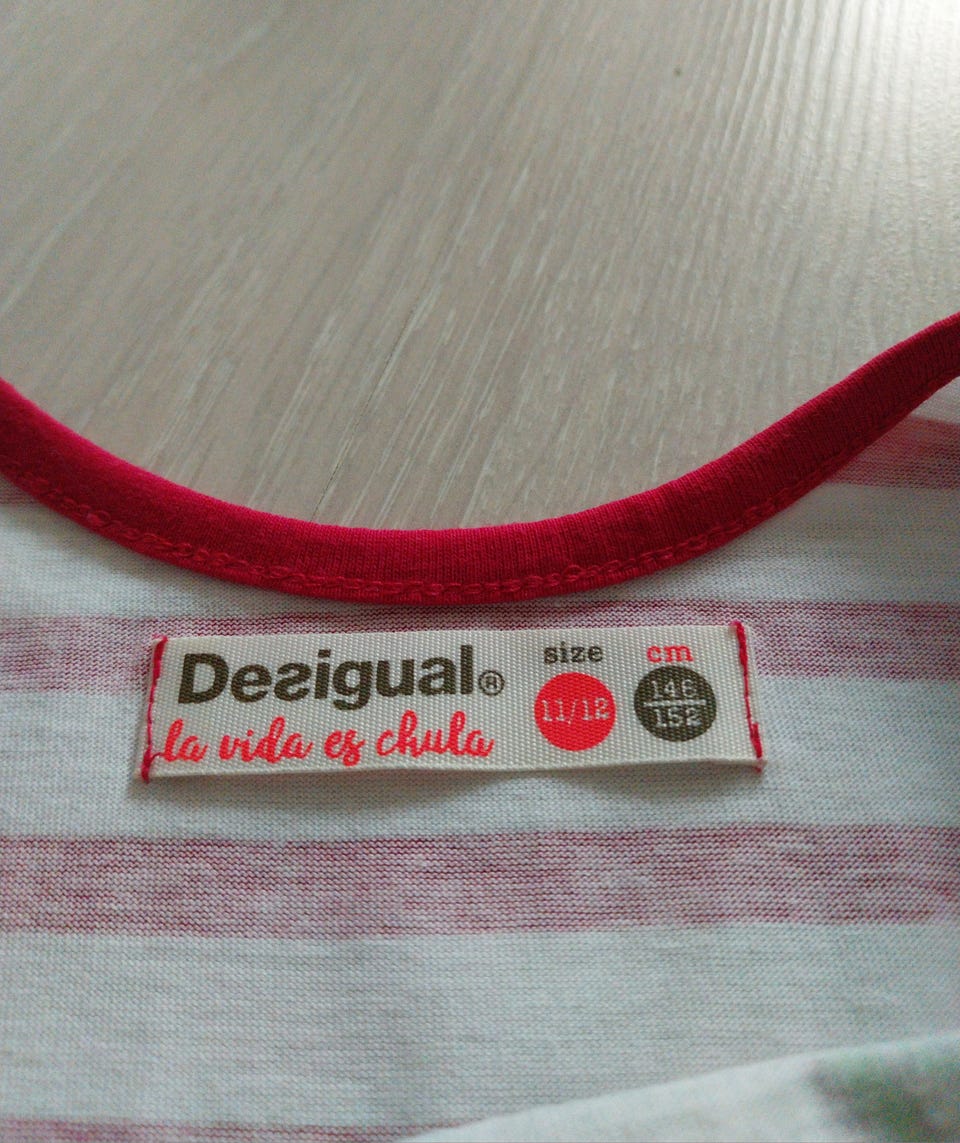 Desigual®
la vida es chula
size
11/12
cm
146
152